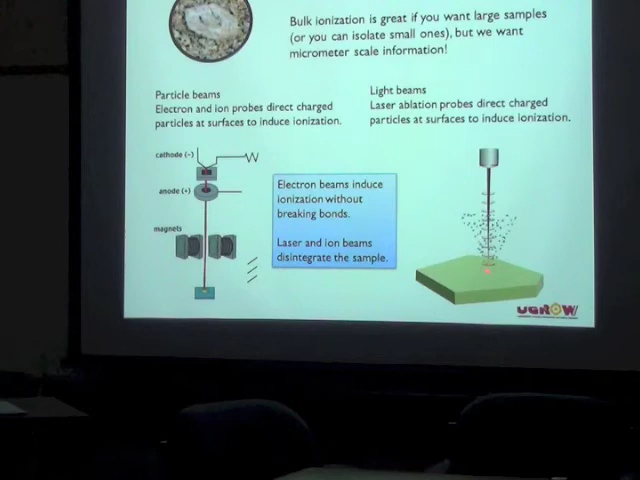 Bulk ionization is great if you want large samples
(or you can isolate small ones), but we want
micrometer scale information!
Particle beams
Electron and ion probes direct charged
particles at surfaces to induce ionization.
Light beams
Laser ablation probes direct charged
particles at surfaces to induce ionization.
cathode (-)
anode (+)
magnets
Electron beams induce
ionization without
breaking bonds.
Laser and ion beams
disintegrate the sample.
UGROW